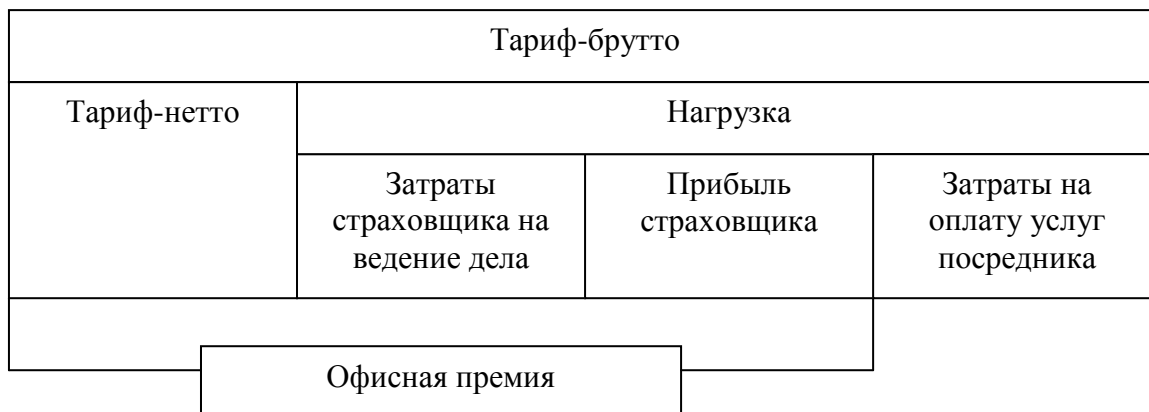 Тариф-брутто
Тариф-нетто
Нагрузка
Затраты
страховщика на
ведение дела
Прибыль
страховщика
Затраты на
оплату услуг
посредника
Офисная премия